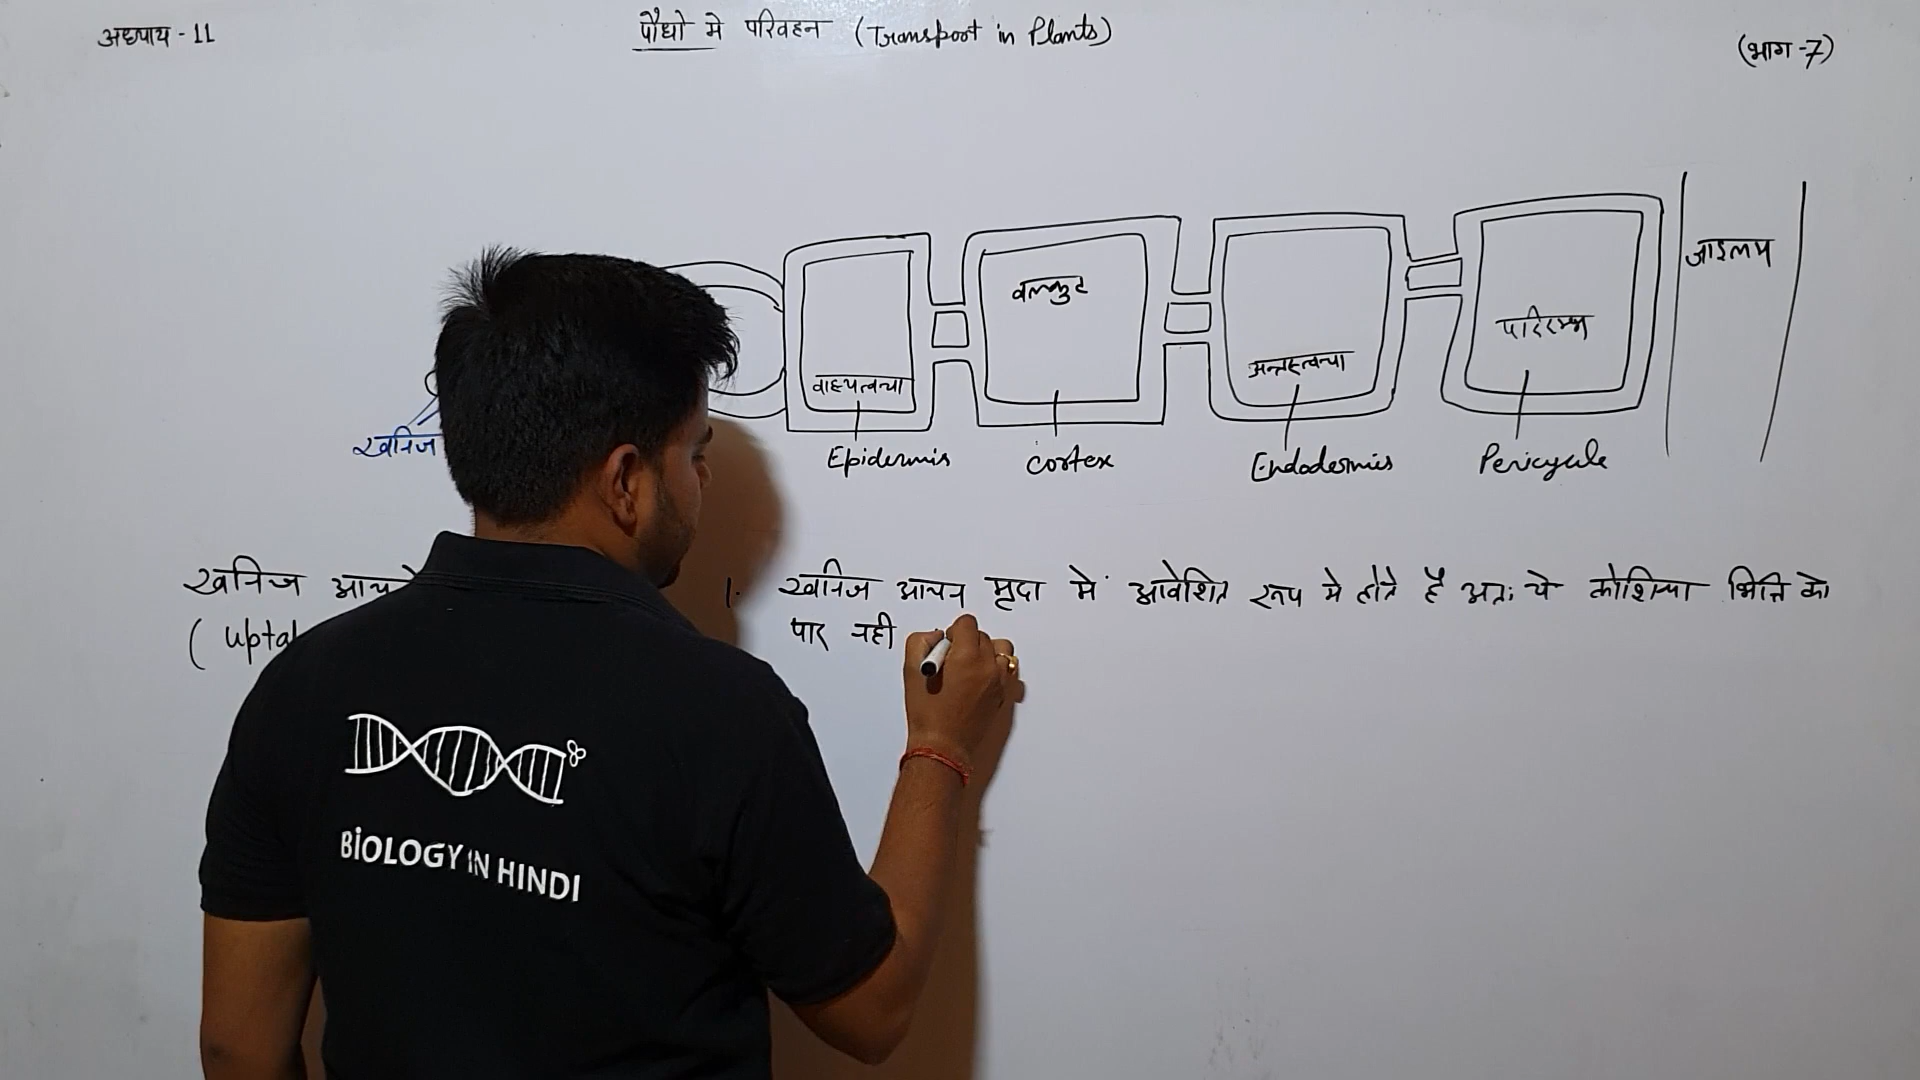 अध्याय - 11
पौधो मे परिवहन (Transport in Plants)
(भाग -7)
जाइलम
वल्कुट
परिरम्भ
अन्तस्त्वचा
वाह्यत्वचा
खनिज
Epidermis
Cortex
Endodermis
Pericycle
खनिज
1. खनिज आयन मृदा मे आवेशित रूप मे होते है अतः ये कोशिका भित्ति को
पार नही
BiOLOGY iN HINDI